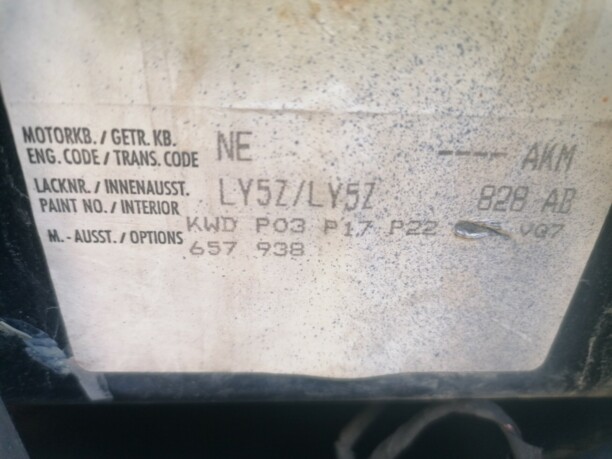 MOTORKB. / GETR. KB. NE ---- AKM
ENG. CODE / TRANS. CODE
LACKNR. / INNENAUSST. LY5Z/LY5Z 828 AB
PAINT NO. / INTERIOR
KWD P03 P17 P22 VQ7
M. - AUSST. / OPTIONS 657 938